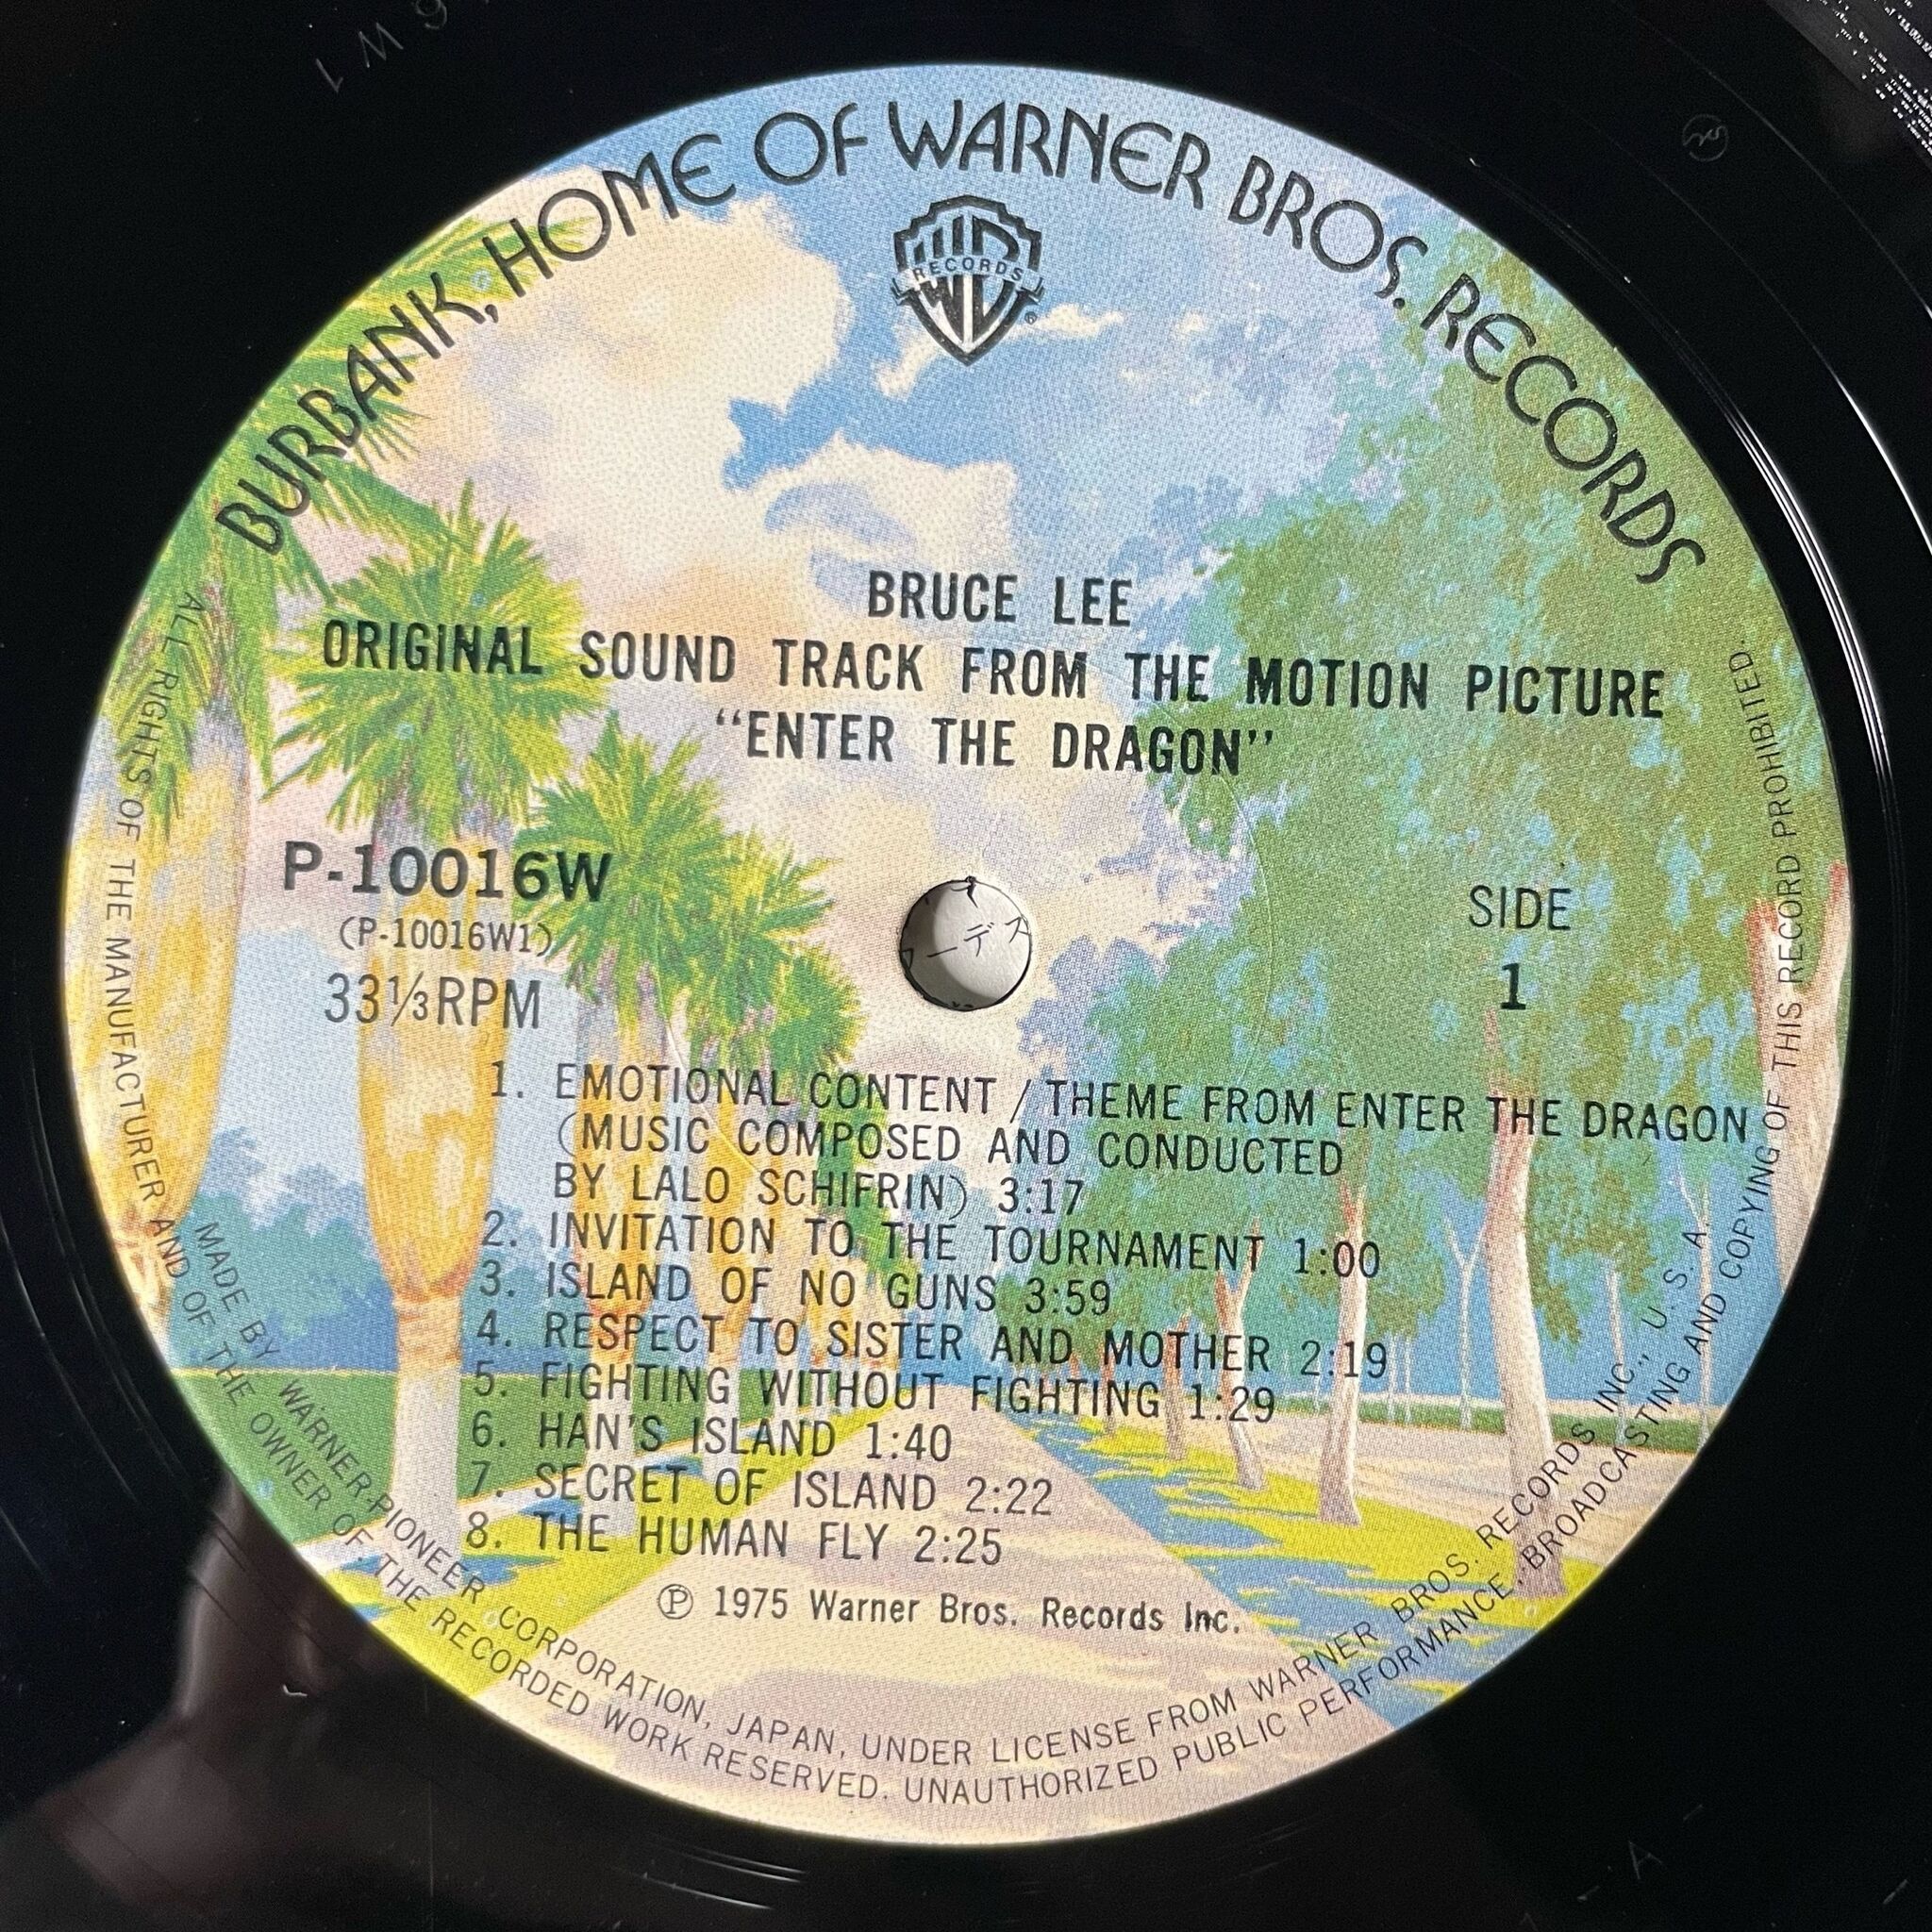 BURBANK, HOME OF WARNER BROS. RECORDS
RECORDS
BRUCE LEE
ORIGINAL SOUND TRACK FROM THE MOTION PICTURE
“ENTER THE DRAGON”
P-10016W
(P-10016W1)
33⅓RPM
SIDE
1
ーデス
1. EMOTIONAL CONTENT / THEME FROM ENTER THE DRAGON
(MUSIC COMPOSED AND CONDUCTED
BY LALO SCHIFRIN) 3:17
2. INVITATION TO THE TOURNAMENT 1:00
3. ISLAND OF NO GUNS 3:59
4. RESPECT TO SISTER AND MOTHER 2:19
5. FIGHTING WITHOUT FIGHTING 1:29
6. HAN'S ISLAND 1:40
7. SECRET OF ISLAND 2:22
8. THE HUMAN FLY 2:25
Ⓟ 1975 Warner Bros. Records Inc.
MADE BY WARNER-PIONEER CORPORATION, JAPAN, UNDER LICENSE FROM WARNER BROS. RECORDS INC., U.S.A.
ALL RIGHTS OF THE MANUFACTURER AND OF THE OWNER OF THE RECORDED WORK RESERVED. UNAUTHORIZED PUBLIC PERFORMANCE, BROADCASTING AND COPYING OF THIS RECORD PROHIBITED.